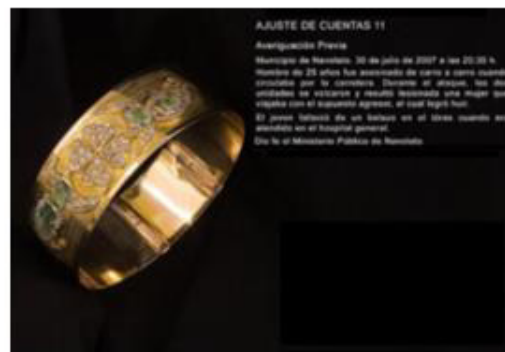 AJUSTE DE CUENTAS 11
Averiguación Previa
Municipio de Navolato. 30 de julio de 2007 a las 20:30 h.
Hombre de 25 años fue asesinado de carro a carro cuando
circulaba por la carretera. Durante el ataque, las dos
unidades se volcaron y resultó lesionada una mujer que
viajaba con el supuesto agresor, el cual logró huir.
El joven falleció de un balazo en el tórax cuando era
atendido en el hospital general.
Dio fe el Ministerio Público de Navolato.